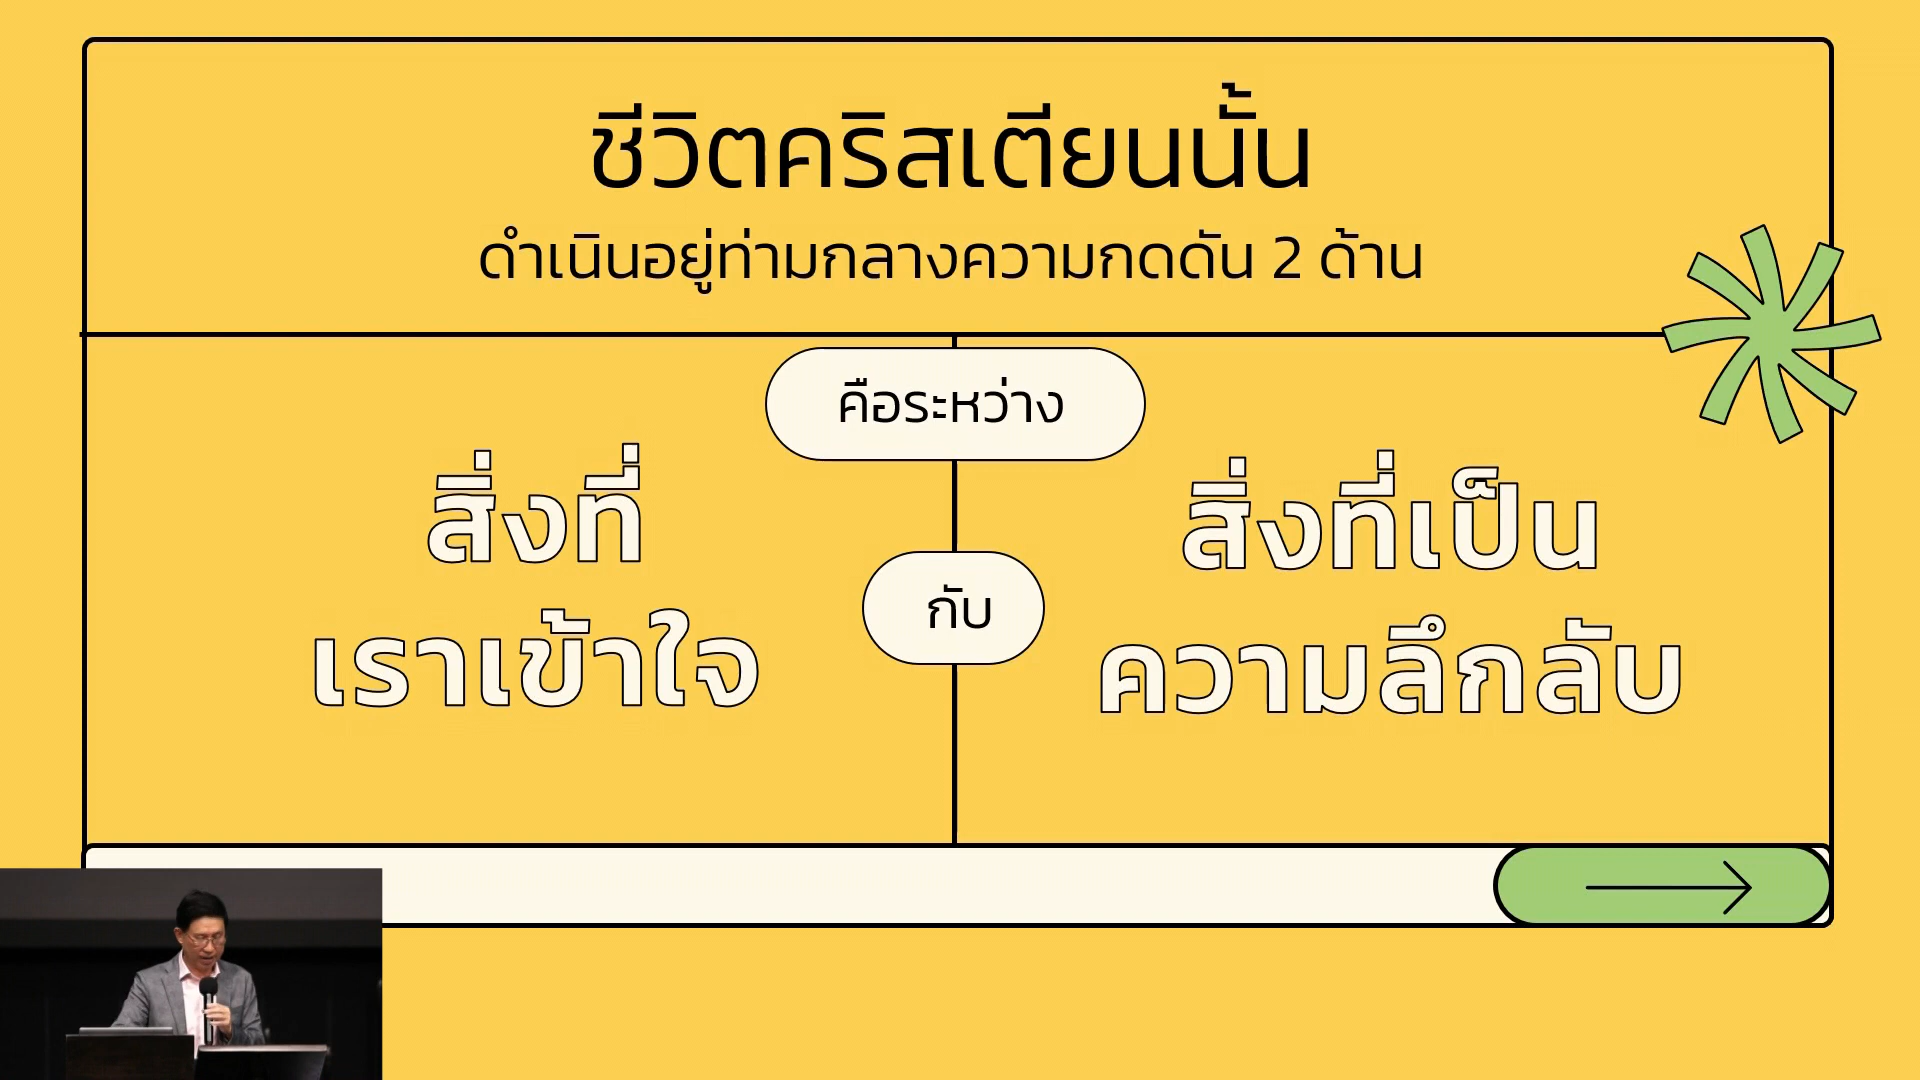 ชีวิตคริสเตียนนั้น
ดำเนินอยู่ท่ามกลางความกดดัน 2 ด้าน
คือระหว่าง
สิ่งที่
เราเข้าใจ
กับ
สิ่งที่เป็น
ความลึกลับ